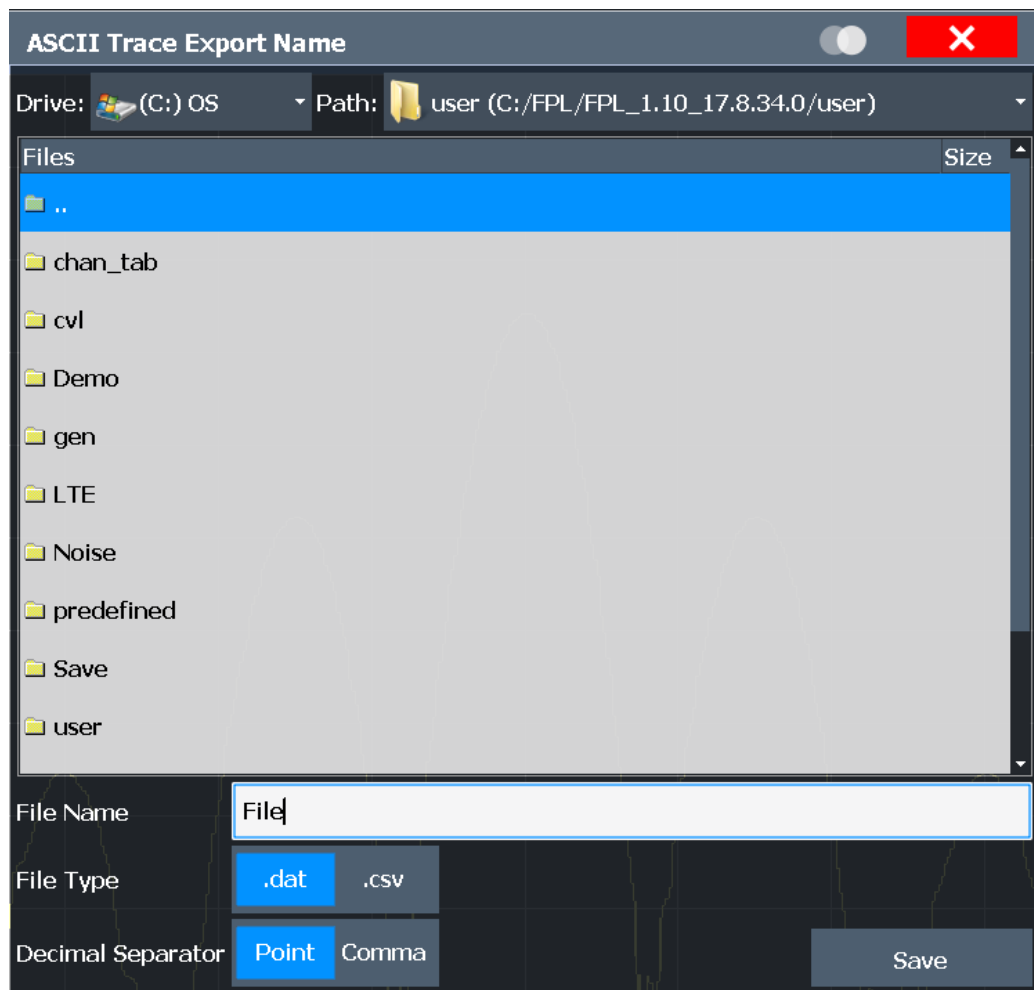 ASCII Trace Export Name
Drive: (C:) OS Path: user (C:/FPL/FPL_1.10_17.8.34.0/user)
Files Size
..
chan_tab
cvl
Demo
gen
LTE
Noise
predefined
Save
user
File Name File
File Type .dat .csv
Decimal Separator Point Comma Save